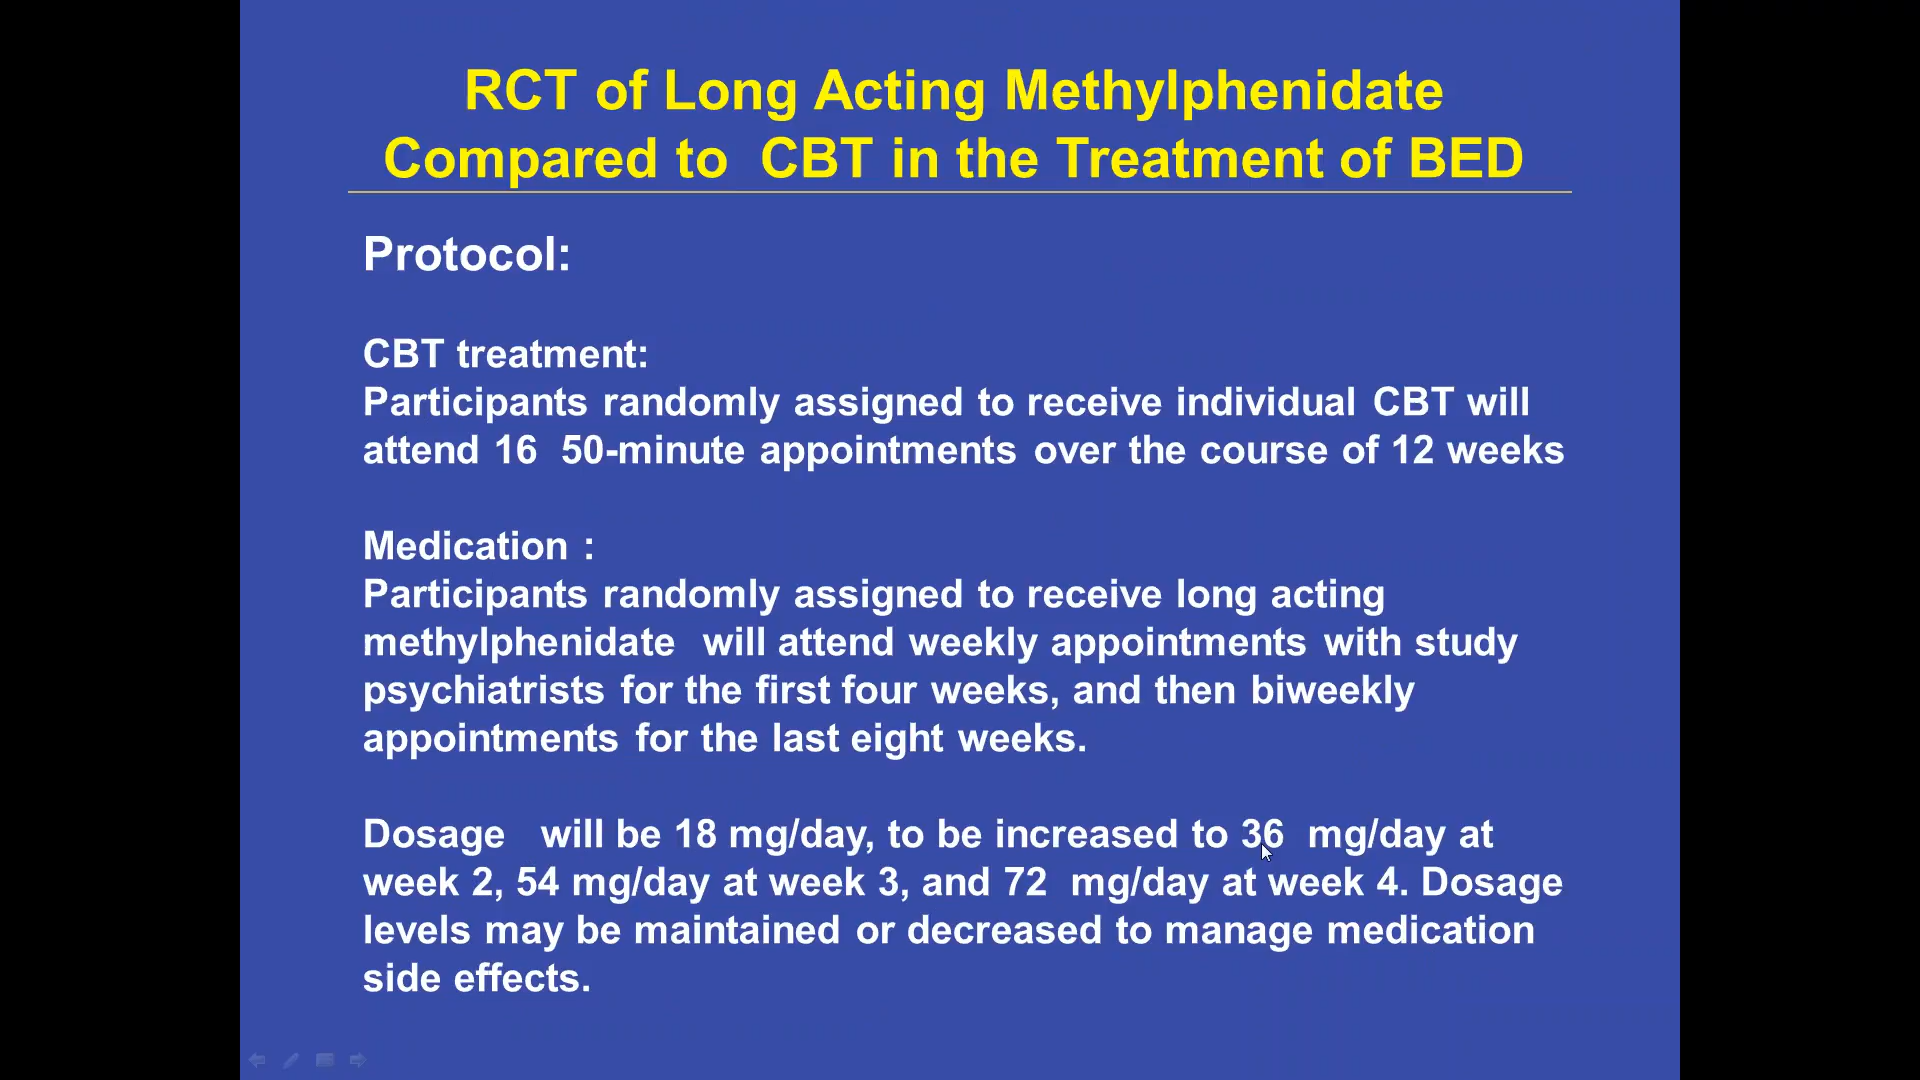 RCT of Long Acting Methylphenidate
Compared to CBT in the Treatment of BED
Protocol:
CBT treatment:
Participants randomly assigned to receive individual CBT will
attend 16 50-minute appointments over the course of 12 weeks
Medication :
Participants randomly assigned to receive long acting
methylphenidate will attend weekly appointments with study
psychiatrists for the first four weeks, and then biweekly
appointments for the last eight weeks.
Dosage will be 18 mg/day, to be increased to 36 mg/day at
week 2, 54 mg/day at week 3, and 72 mg/day at week 4. Dosage
levels may be maintained or decreased to manage medication
side effects.